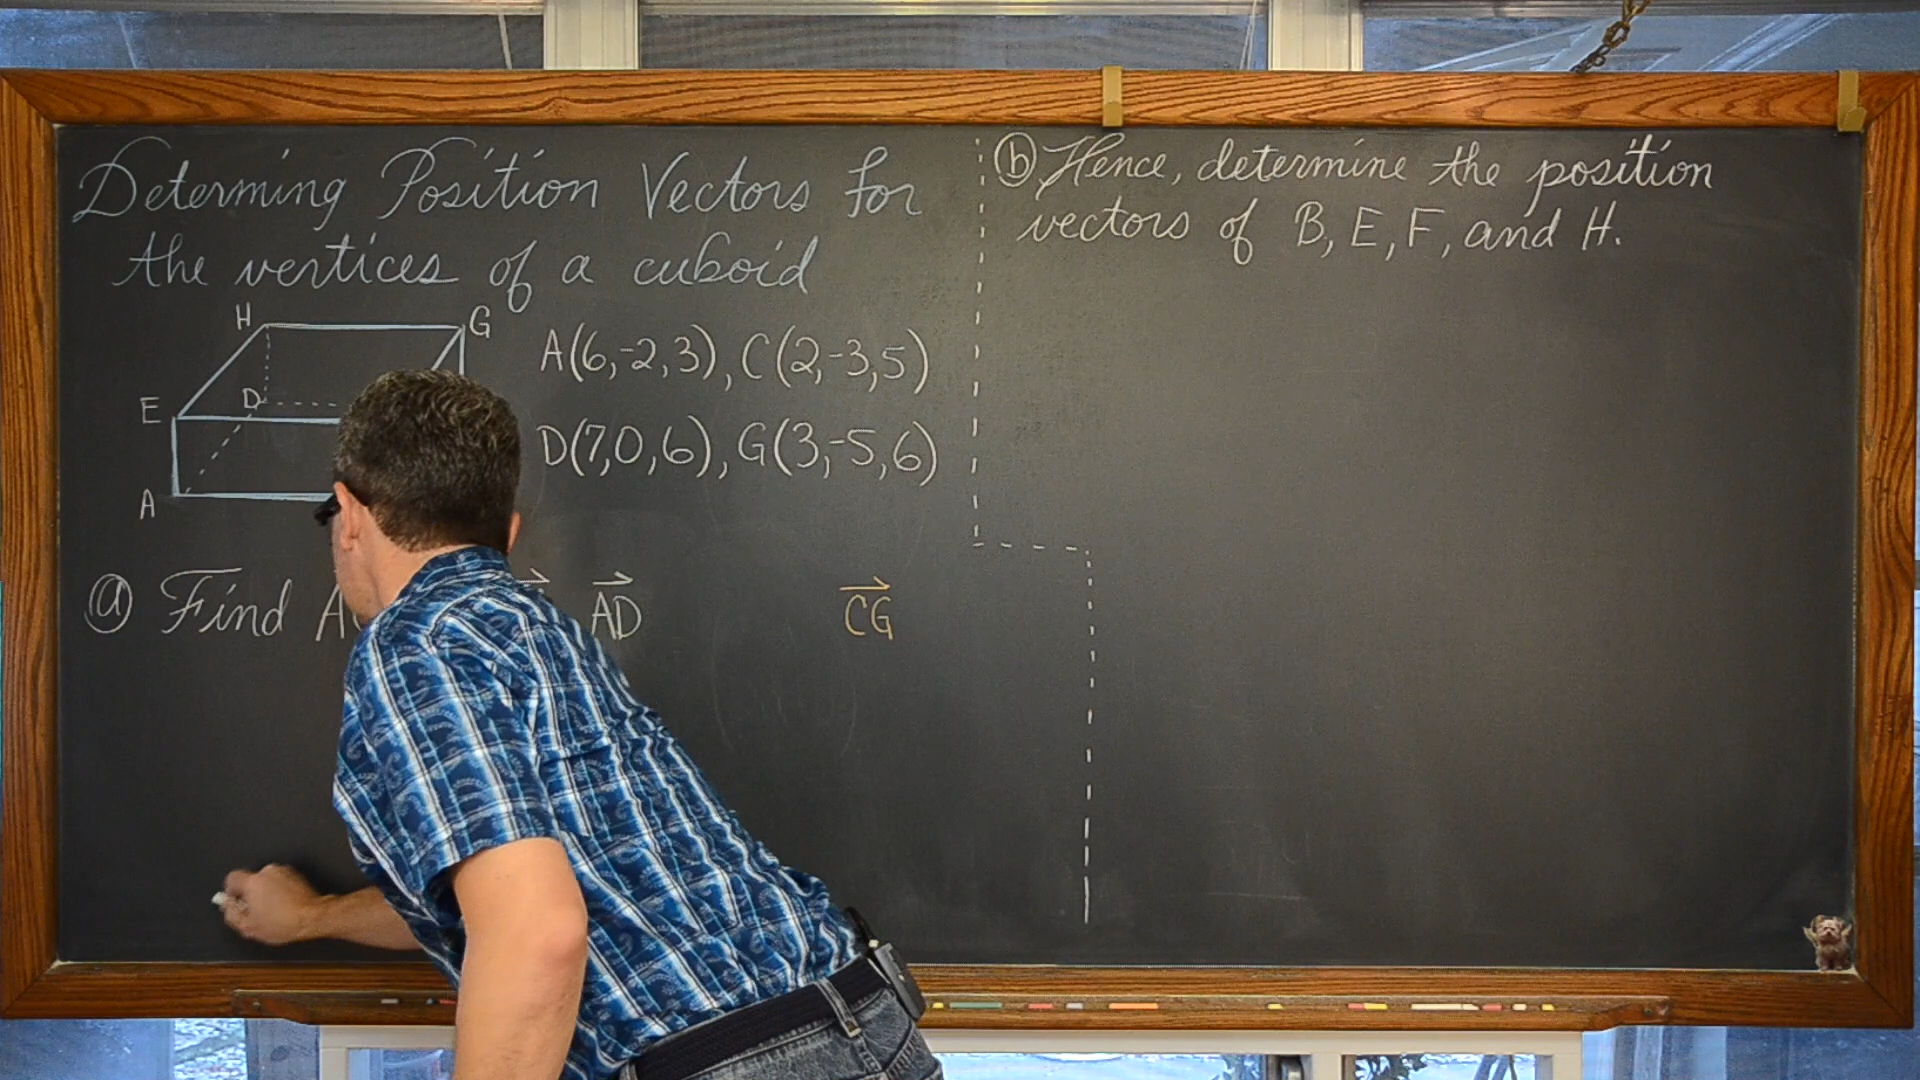 Determing Position Vectors for
the vertices of a cuboid
H
G
E
D
A
A(6,-2,3), C(2,-3,5)
D(7,0,6), G(3,-5,6)
ⓐ Find AD CG
ⓑ Hence, determine the position
vectors of B, E, F, and H.